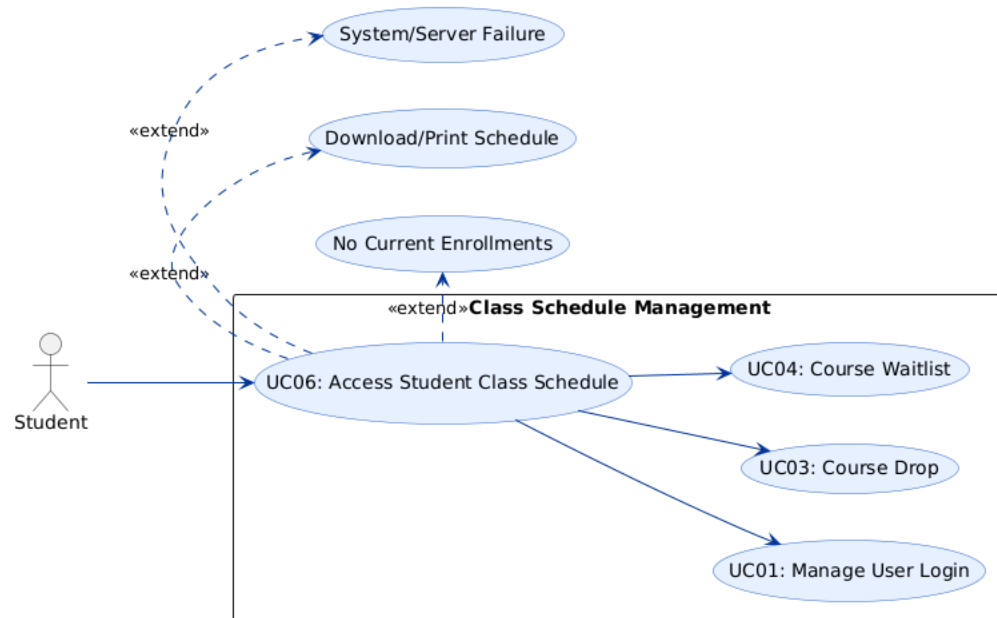 System/Server Failure
«extend»
Download/Print Schedule
No Current Enrollments
«extend»
«extend»
Class Schedule Management
Student
UC06: Access Student Class Schedule
UC04: Course Waitlist
UC03: Course Drop
UC01: Manage User Login